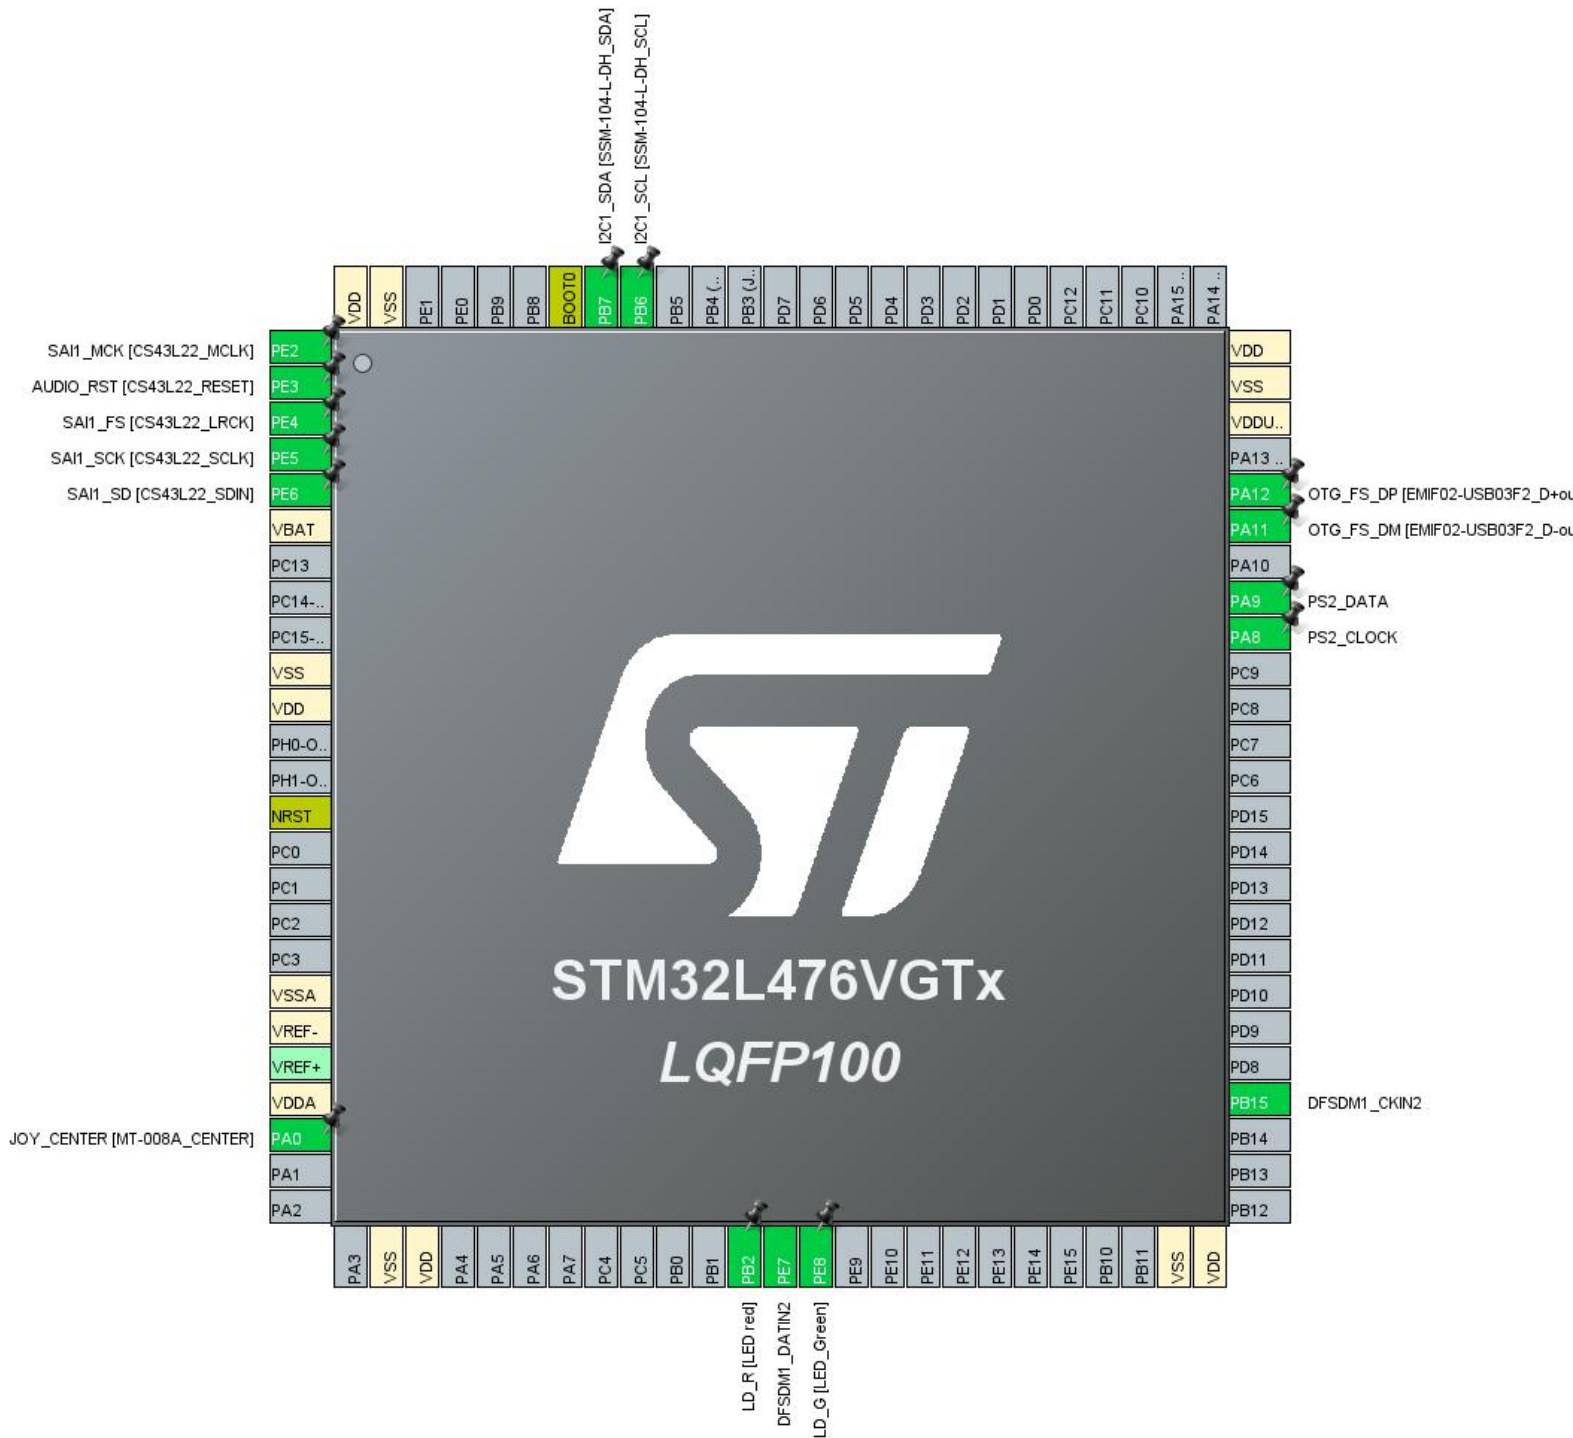 I2C1_SDA [SSM-104-L-DH_SDA]
I2C1_SCL [SSM-104-L-DH_SCL]
VDD
VSS
PE1
PE0
PB9
PB8
BOOT0
PB7
PB6
PB5
PB4 (..
PB3 (J..
PD7
PD6
PD5
PD4
PD3
PD2
PD1
PD0
PC12
PC11
PC10
PA15 ..
PA14 ..
SAI1_MCK [CS43L22_MCLK] PE2
AUDIO_RST [CS43L22_RESET] PE3
SAI1_FS [CS43L22_LRCK] PE4
SAI1_SCK [CS43L22_SCLK] PE5
SAI1_SD [CS43L22_SDIN] PE6
VBAT
PC13
PC14-..
PC15-..
VSS
VDD
PH0-O..
PH1-O..
NRST
PC0
PC1
PC2
PC3
VSSA
VREF-
VREF+
VDDA
JOY_CENTER [MT-008A_CENTER] PA0
PA1
PA2
ST
STM32L476VGTx
LQFP100
VDD
VSS
VDDU..
PA13 ..
PA12 OTG_FS_DP [EMIF02-USB03F2_D+ou
PA11 OTG_FS_DM [EMIF02-USB03F2_D-ou
PA10
PA9 PS2_DATA
PA8 PS2_CLOCK
PC9
PC8
PC7
PC6
PD15
PD14
PD13
PD12
PD11
PD10
PD9
PD8
PB15 DFSDM1_CKIN2
PB14
PB13
PB12
PA3
VSS
VDD
PA4
PA5
PA6
PA7
PC4
PC5
PB0
PB1
PB2
PE7
PE8
PE9
PE10
PE11
PE12
PE13
PE14
PE15
PB10
PB11
VSS
VDD
LD_R [LED red]
DFSDM1_DATIN2
LD_G [LED_Green]